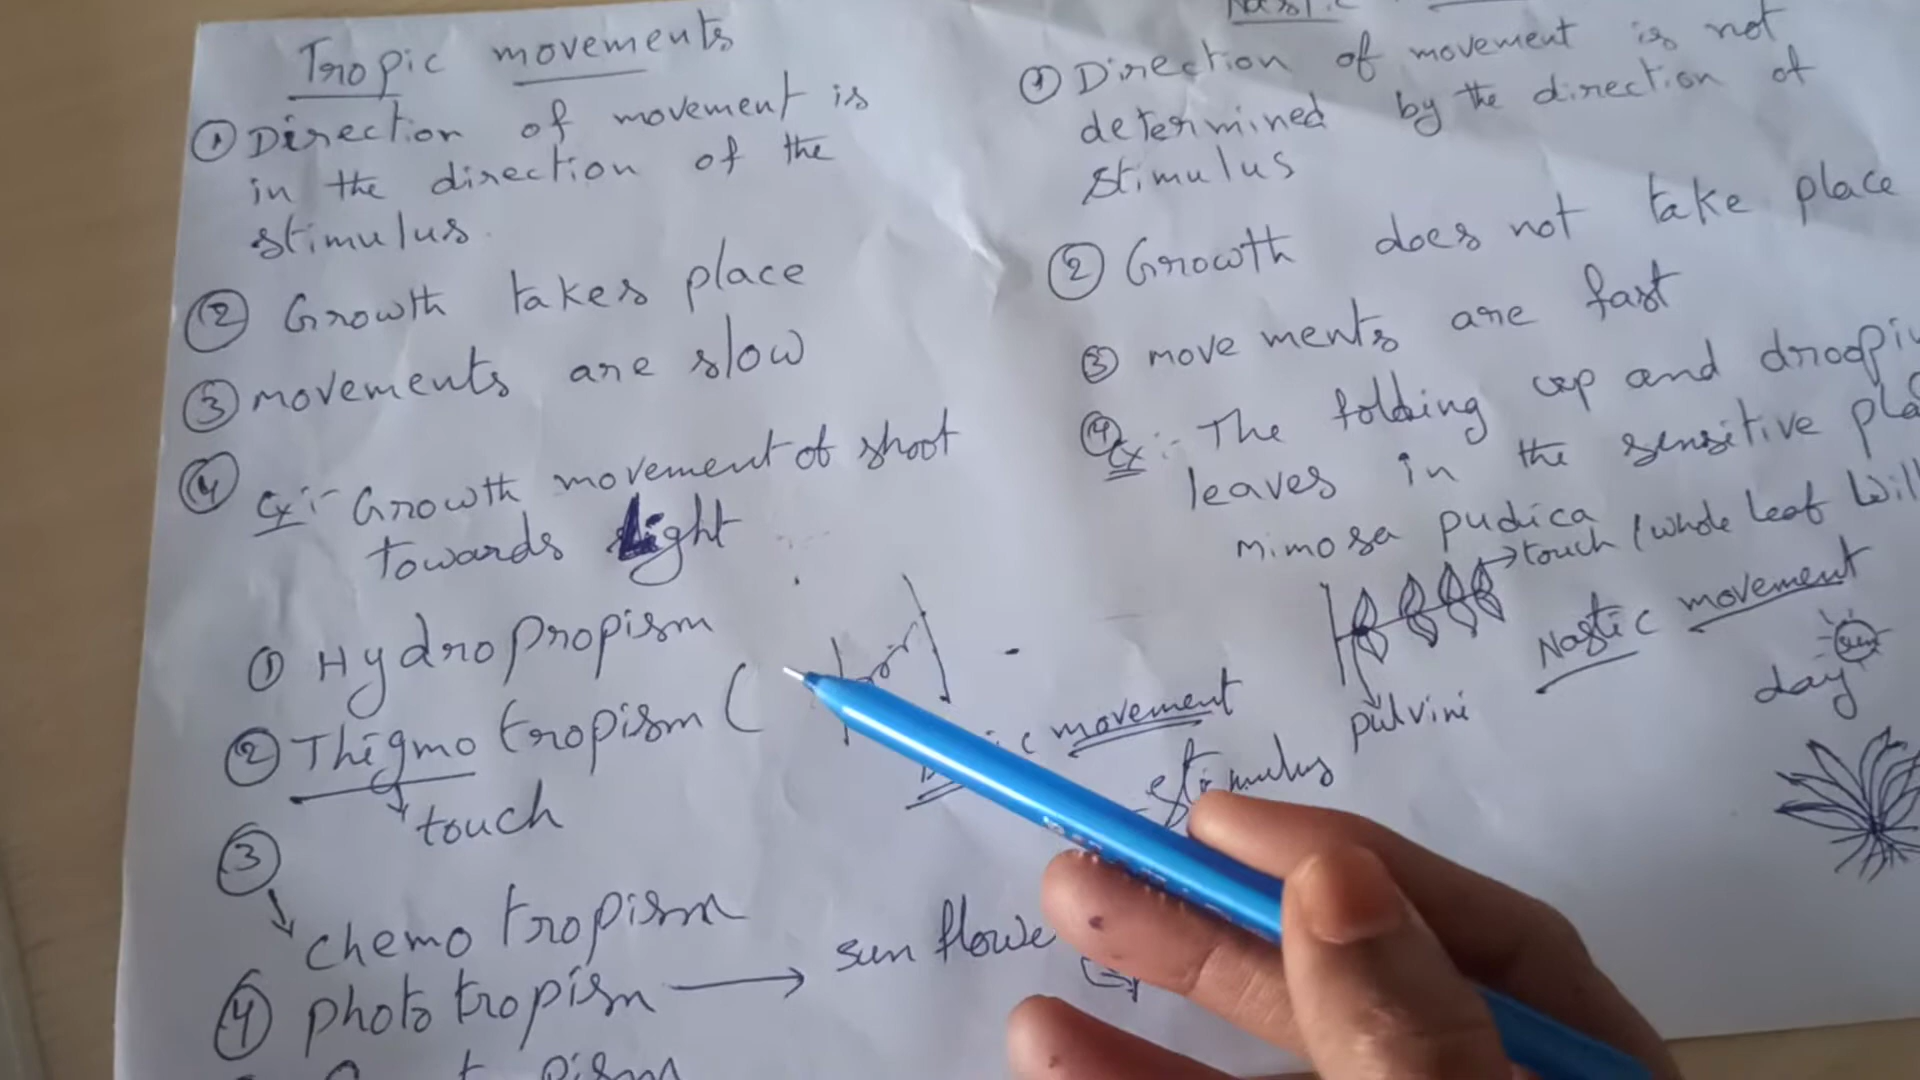 Tropic movements
① Direction of movement is
in the direction of the
stimulus.
② Growth takes place
③ movements are slow
④ Ex:- Growth movement of shoot
towards Light
① Hydropropism
② Thigmo tropism (
touch
③
chemo tropism
④ photo tropism → sun flowe
① Direction of movement is not
determined by the direction of
stimulus
② Growth does not take place
③ movements are fast
④ Ex:- The folding up and droopi
leaves in the sensitive pla
mimosa pudica
→ touch / whole leaf will
pulvini
Nastic movement
day
sun
movement
stimulus